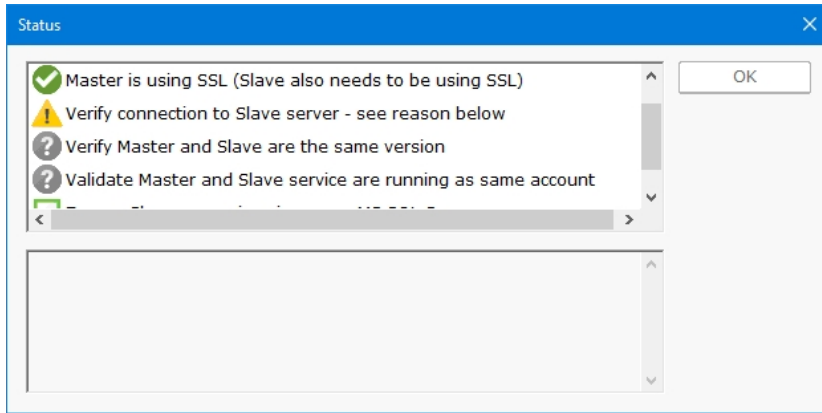 Status
Master is using SSL (Slave also needs to be using SSL)
OK
Verify connection to Slave server - see reason below
Verify Master and Slave are the same version
Validate Master and Slave service are running as same account